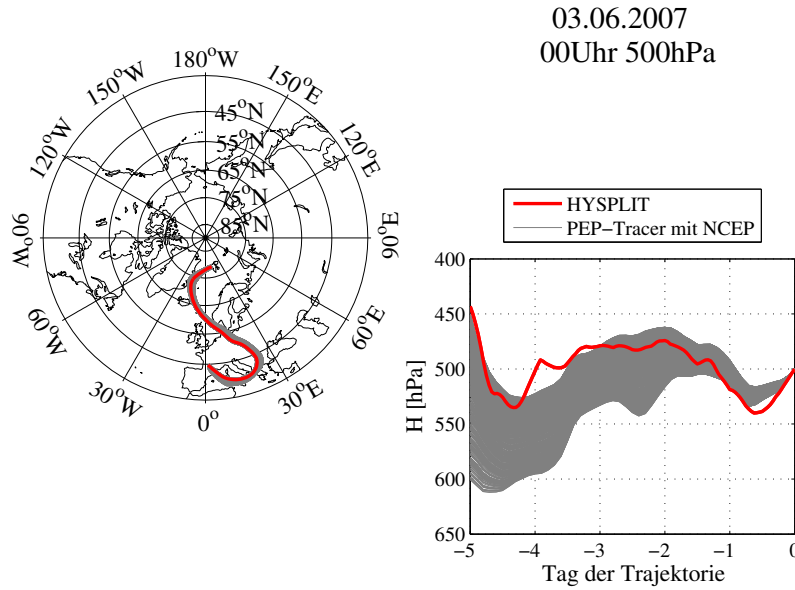 03.06.2007
00Uhr 500hPa
180°W
150°W
150°E
120°W
120°E
45°N
55°N
65°N
75°N
85°N
90°W
90°E
60°W
60°E
30°W
30°E
0°
HYSPLIT
PEP−Tracer mit NCEP
400
450
500
550
600
650
H [hPa]
−5 −4 −3 −2 −1 0
Tag der Trajektorie